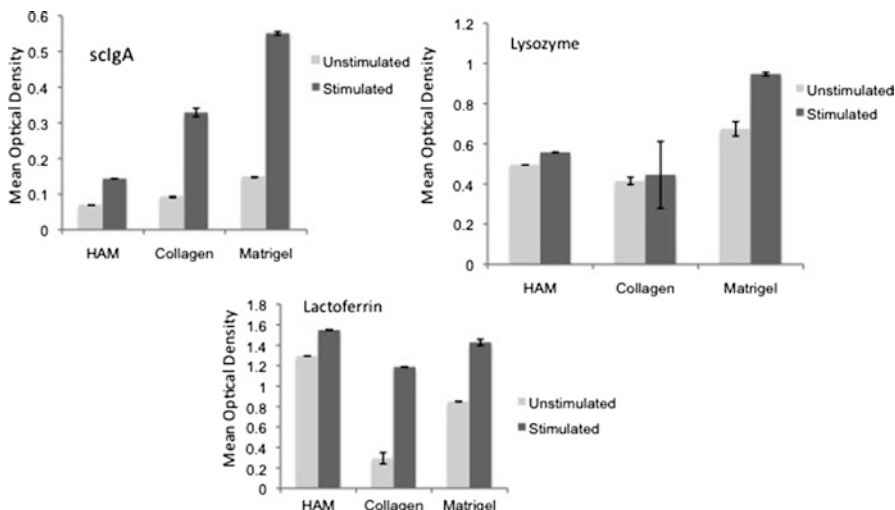 scIgA
Mean Optical Density
0.6
0.5
0.4
0.3
0.2
0.1
0
HAM
Collagen
Matrigel
Unstimulated
Stimulated
Lysozyme
Mean Optical Density
1.2
1
0.8
0.6
0.4
0.2
0
HAM
Collagen
Matrigel
Unstimulated
Stimulated
Lactoferrin
Mean Optical Density
1.8
1.6
1.4
1.2
1
0.8
0.6
0.4
0.2
0
HAM
Collagen
Matrigel
Unstimulated
Stimulated